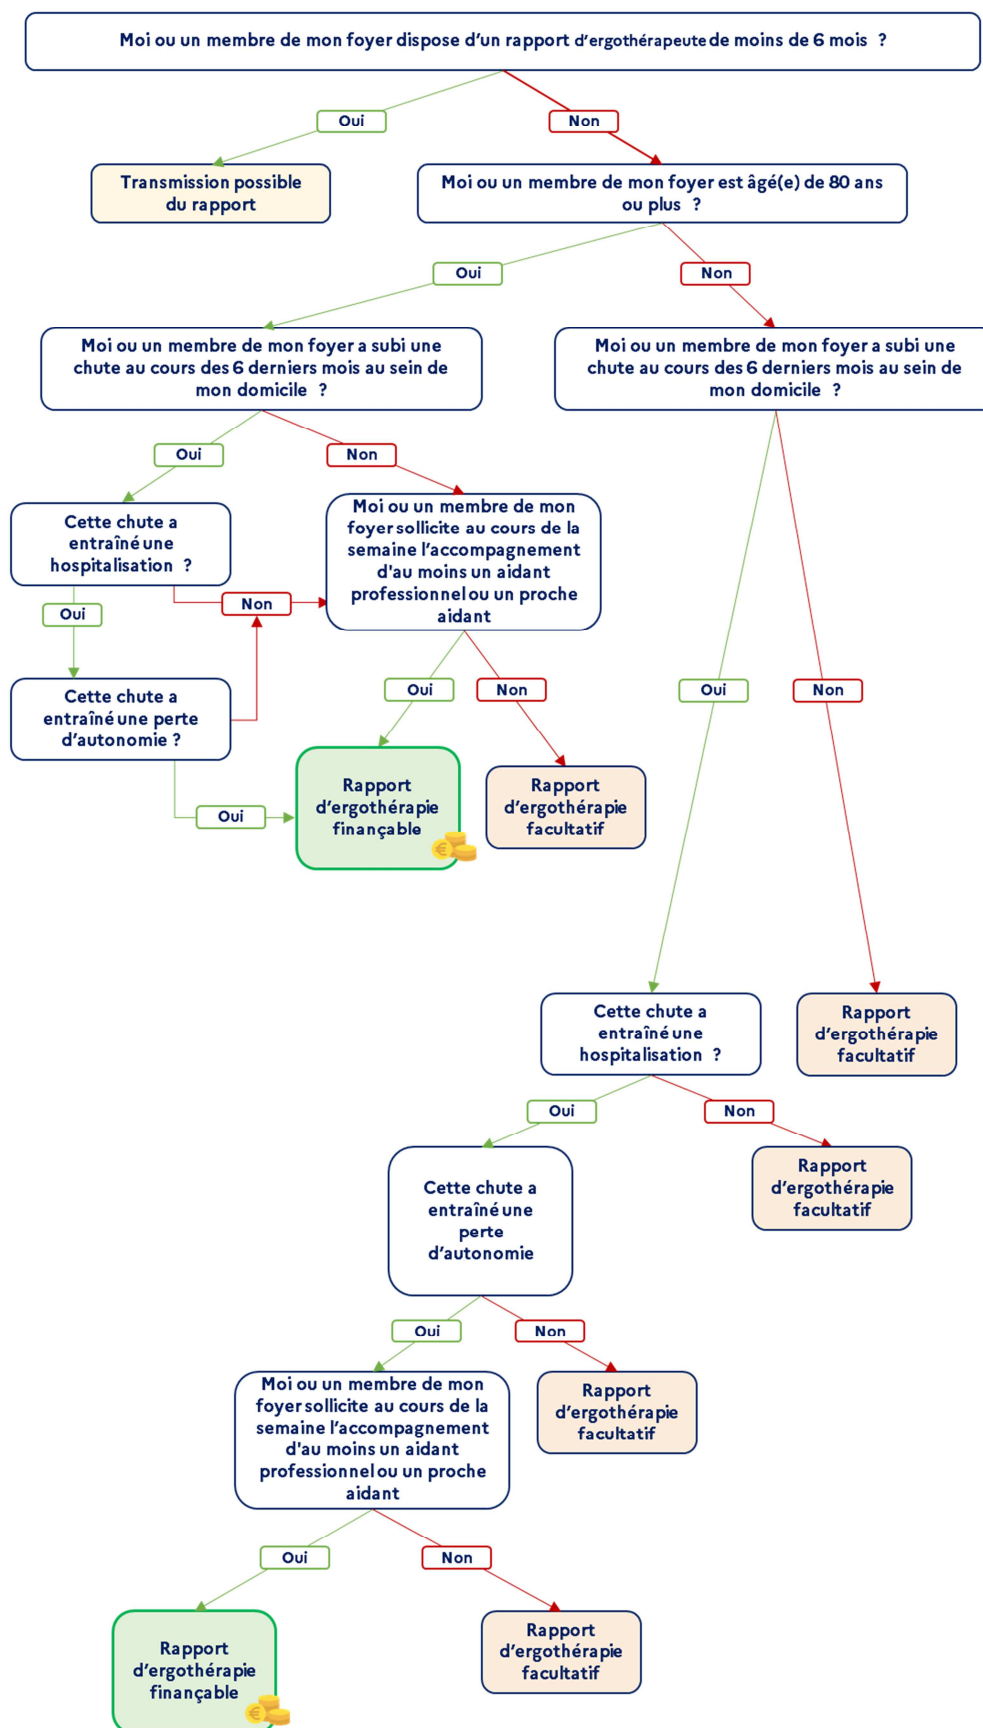 Moi ou un membre de mon foyer dispose d’un rapport d’ergothérapeute de moins de 6 mois ?
Oui
Non
Transmission possible
du rapport
Moi ou un membre de mon foyer est âgé(e) de 80 ans
ou plus ?
Oui
Non
Moi ou un membre de mon foyer a subi une
chute au cours des 6 derniers mois au sein de
mon domicile ?
Moi ou un membre de mon foyer a subi une
chute au cours des 6 derniers mois au sein de
mon domicile ?
Oui
Non
Cette chute a
entraîné une
hospitalisation ?
Moi ou un membre de mon
foyer sollicite au cours de la
semaine l’accompagnement
d'au moins un aidant
professionnel ou un proche
aidant
Oui
Non
Cette chute a
entraîné une perte
d’autonomie ?
Oui
Non
Oui
Non
Oui
Rapport
d’ergothérapie
finançable
Rapport
d’ergothérapie
facultatif
Cette chute a
entraîné une
hospitalisation ?
Rapport
d’ergothérapie
facultatif
Oui
Non
Cette chute a
entraîné une
perte
d’autonomie
Rapport
d’ergothérapie
facultatif
Oui
Non
Moi ou un membre de mon
foyer sollicite au cours de la
semaine l’accompagnement
d'au moins un aidant
professionnel ou un proche
aidant
Rapport
d’ergothérapie
facultatif
Oui
Non
Rapport
d’ergothérapie
finançable
Rapport
d’ergothérapie
facultatif